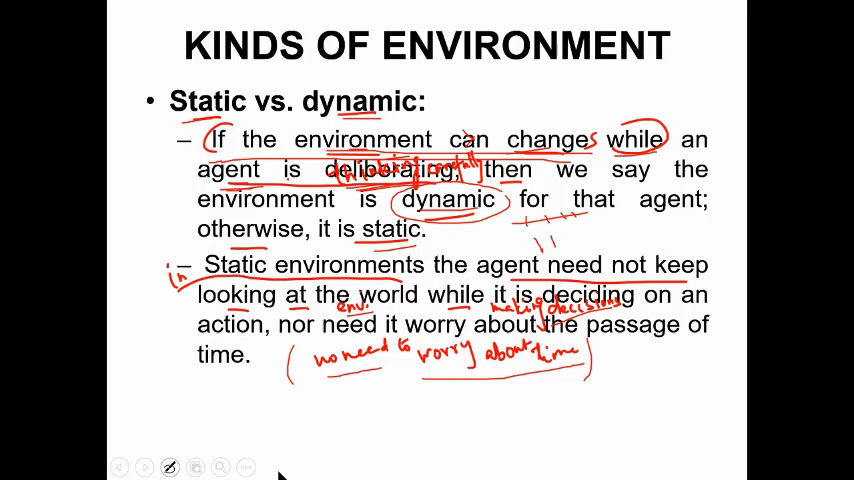 KINDS OF ENVIRONMENT
• Static vs. dynamic:
– If the environment can changes while an
thinking carefully
agent is deliberating, then we say the
environment is dynamic for that agent;
otherwise, it is static.
in
– Static environments the agent need not keep
looking at the world while it is deciding on an
env. making decisions
action, nor need it worry about the passage of
time.
(no need to worry about time)